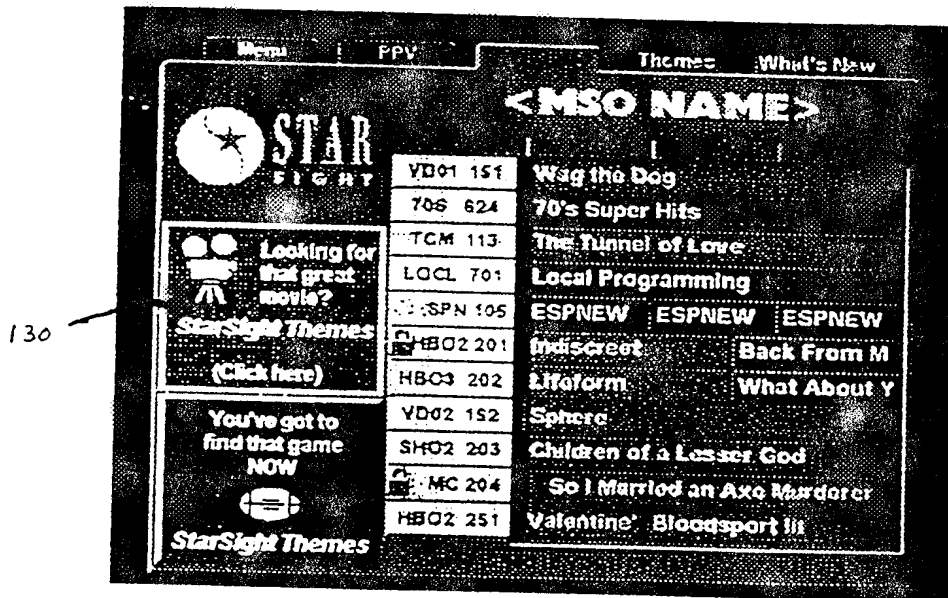 Menu PPV Themes What's New
<MSO NAME>
STAR
SIGHT
VD01 151 Wag the Dog
70S 624 70's Super Hits
TCM 113 The Tunnel of Love
LOCL 701 Local Programming
ESPN 105 ESPNEW ESPNEW ESPNEW
HBO2 201 Indiscreet Back From M
HBO3 202 Lifeform What About Y
VD02 152 Sphere
SHO2 203 Children of a Lesser God
MC 204 So I Married an Axe Murderer
HBO2 251 Valentine' Bloodsport III
Looking for
that great
movie?
StarSight Themes
(Click here)
You've got to
find that game
NOW
StarSight Themes
130